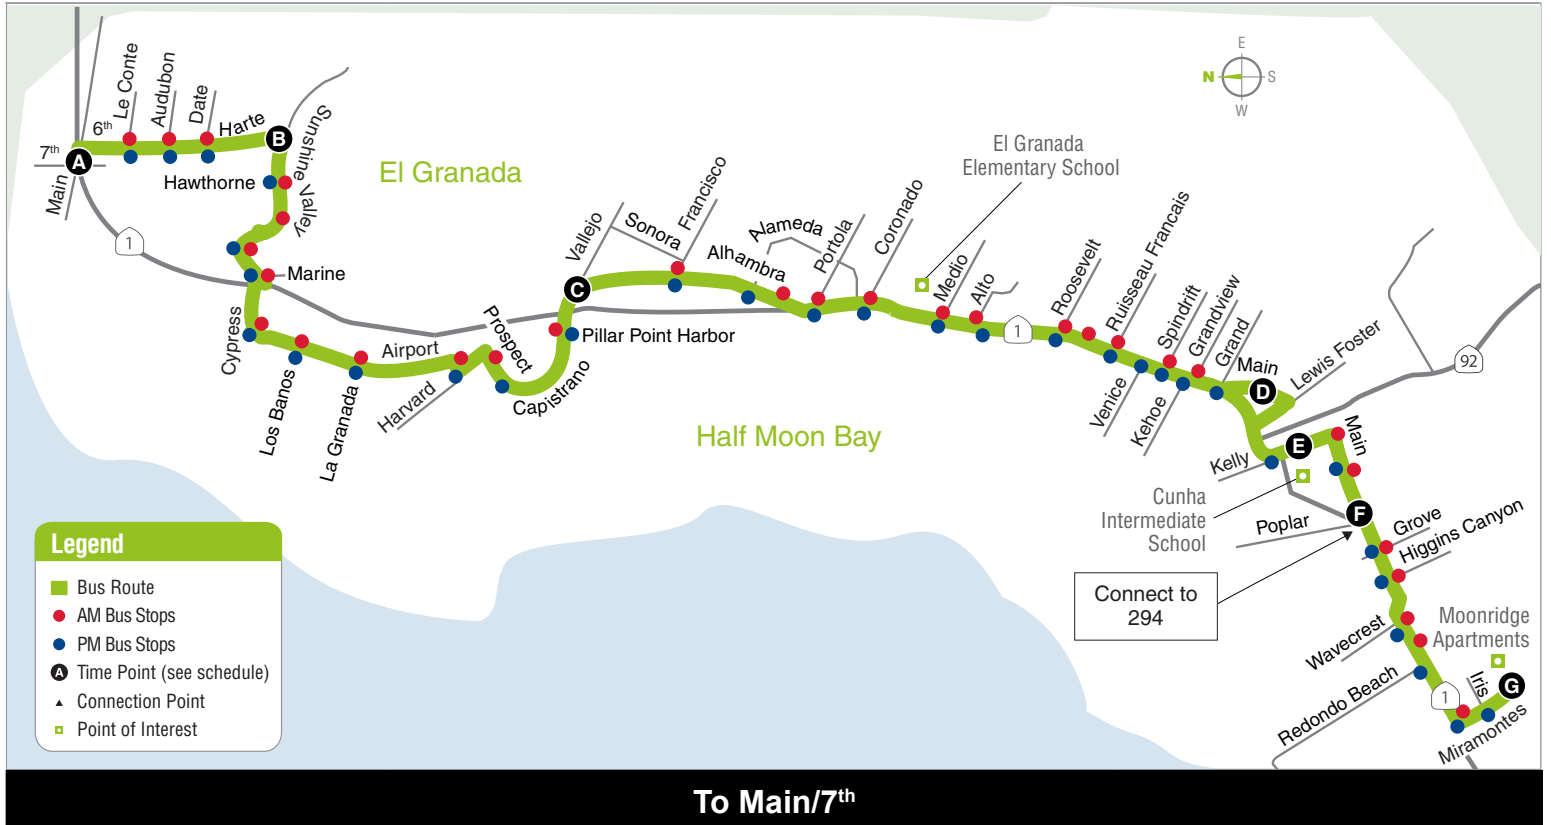 E
N
S
W
Le Conte
Audubon
Date
6th
Harte
B
7th
A
Main
Hawthorne
Sunshine Valley
1
Marine
Cypress
Los Banos
La Granada
Airport
Harvard
Prospect
Capistrano
Pillar Point Harbor
El Granada
Vallejo
C
Sonora
Francisco
Alhambra
Alameda
Portola
Coronado
El Granada
Elementary School
Medio
Alto
1
Roosevelt
Ruisseau Francais
Venice
Spindrift
Kehoe
Grandview
Grand
Main
D
Lewis Foster
92
Half Moon Bay
Kelly
E
Main
Cunha
Intermediate
School
Poplar
F
Grove
Higgins Canyon
Connect to
294
Wavecrest
Redondo Beach
Moonridge
Apartments
1
Iris
G
Miramontes
Legend
Bus Route
AM Bus Stops
PM Bus Stops
A Time Point (see schedule)
Connection Point
Point of Interest
To Main/7th